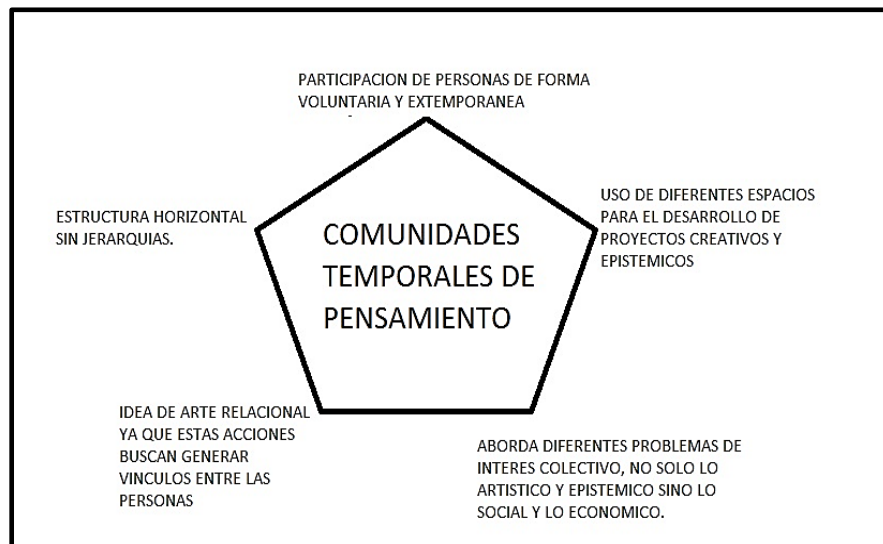 PARTICIPACION DE PERSONAS DE FORMA
VOLUNTARIA Y EXTEMPORANEA
ESTRUCTURA HORIZONTAL
SIN JERARQUIAS.
COMUNIDADES
TEMPORALES DE
PENSAMIENTO
USO DE DIFERENTES ESPACIOS
PARA EL DESARROLLO DE
PROYECTOS CREATIVOS Y
EPISTEMICOS
IDEA DE ARTE RELACIONAL
YA QUE ESTAS ACCIONES
BUSCAN GENERAR
VINCULOS ENTRE LAS
PERSONAS
ABORDA DIFERENTES PROBLEMAS DE
INTERES COLECTIVO, NO SOLO LO
ARTISTICO Y EPISTEMICO SINO LO
SOCIAL Y LO ECONOMICO.